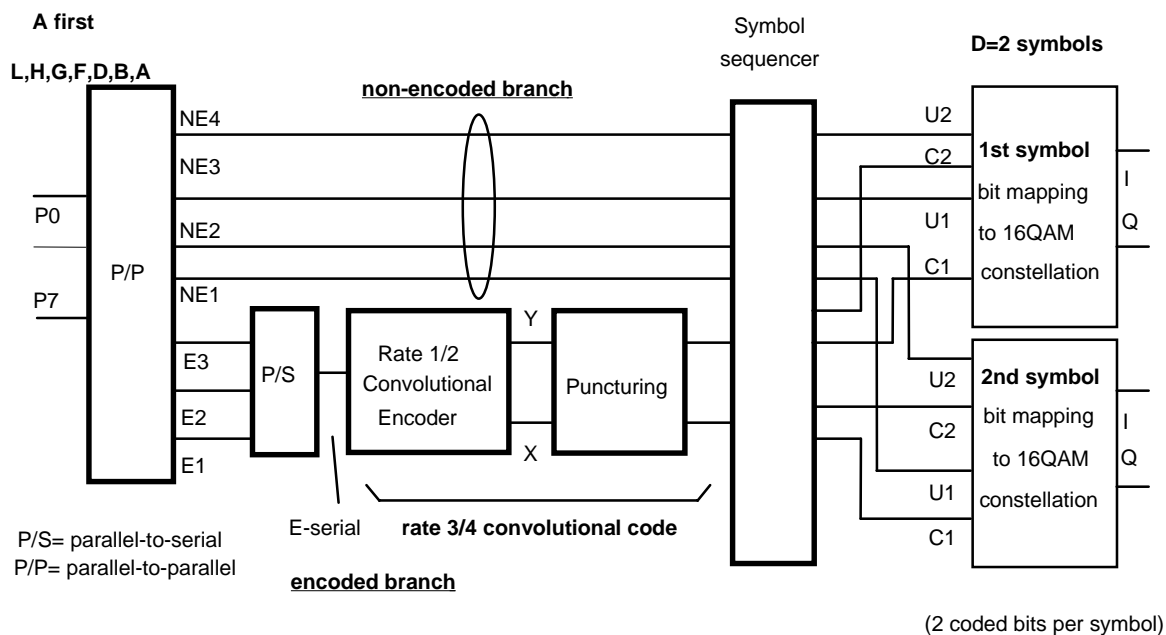 A first
L,H,G,F,D,B,A
Symbol
sequencer
D=2 symbols
non-encoded branch
NE4
NE3
NE2
NE1
P0
P7
P/P
E3
E2
E1
P/S
Rate 1/2
Convolutional
Encoder
Y
X
Puncturing
U2
C2
U1
C1
1st symbol
bit mapping
to 16QAM
constellation
I
Q
U2
C2
U1
C1
2nd symbol
bit mapping
to 16QAM
constellation
I
Q
E-serial
rate 3/4 convolutional code
encoded branch
P/S= parallel-to-serial
P/P= parallel-to-parallel
(2 coded bits per symbol)